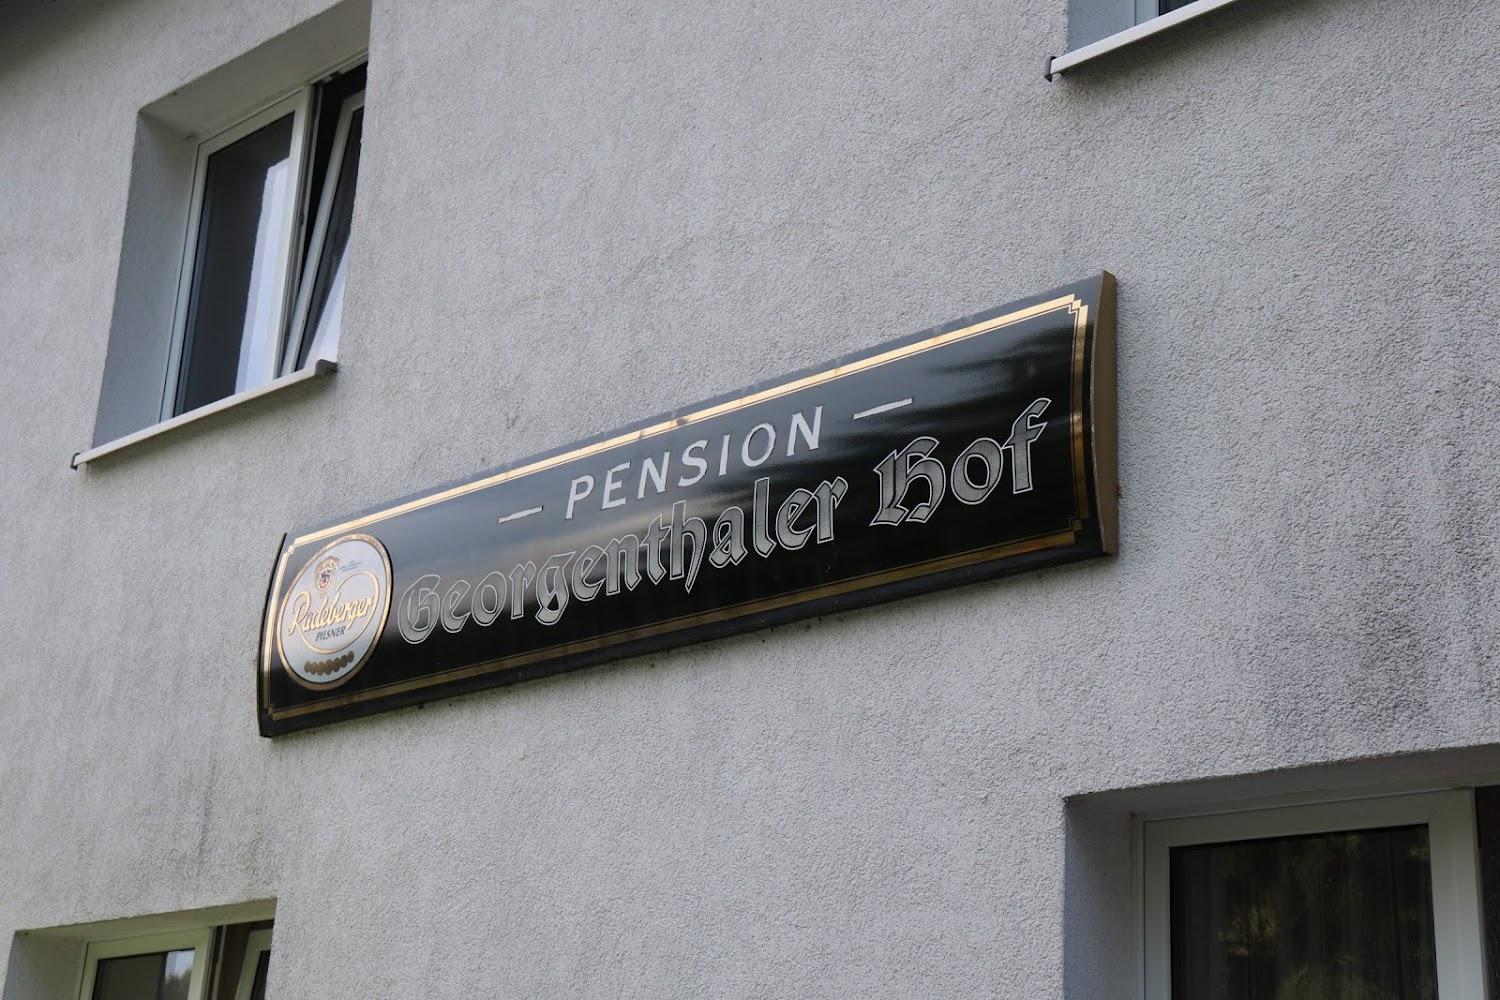 — PENSION —
Georgenthaler Hof
Radeberger
PILSNER